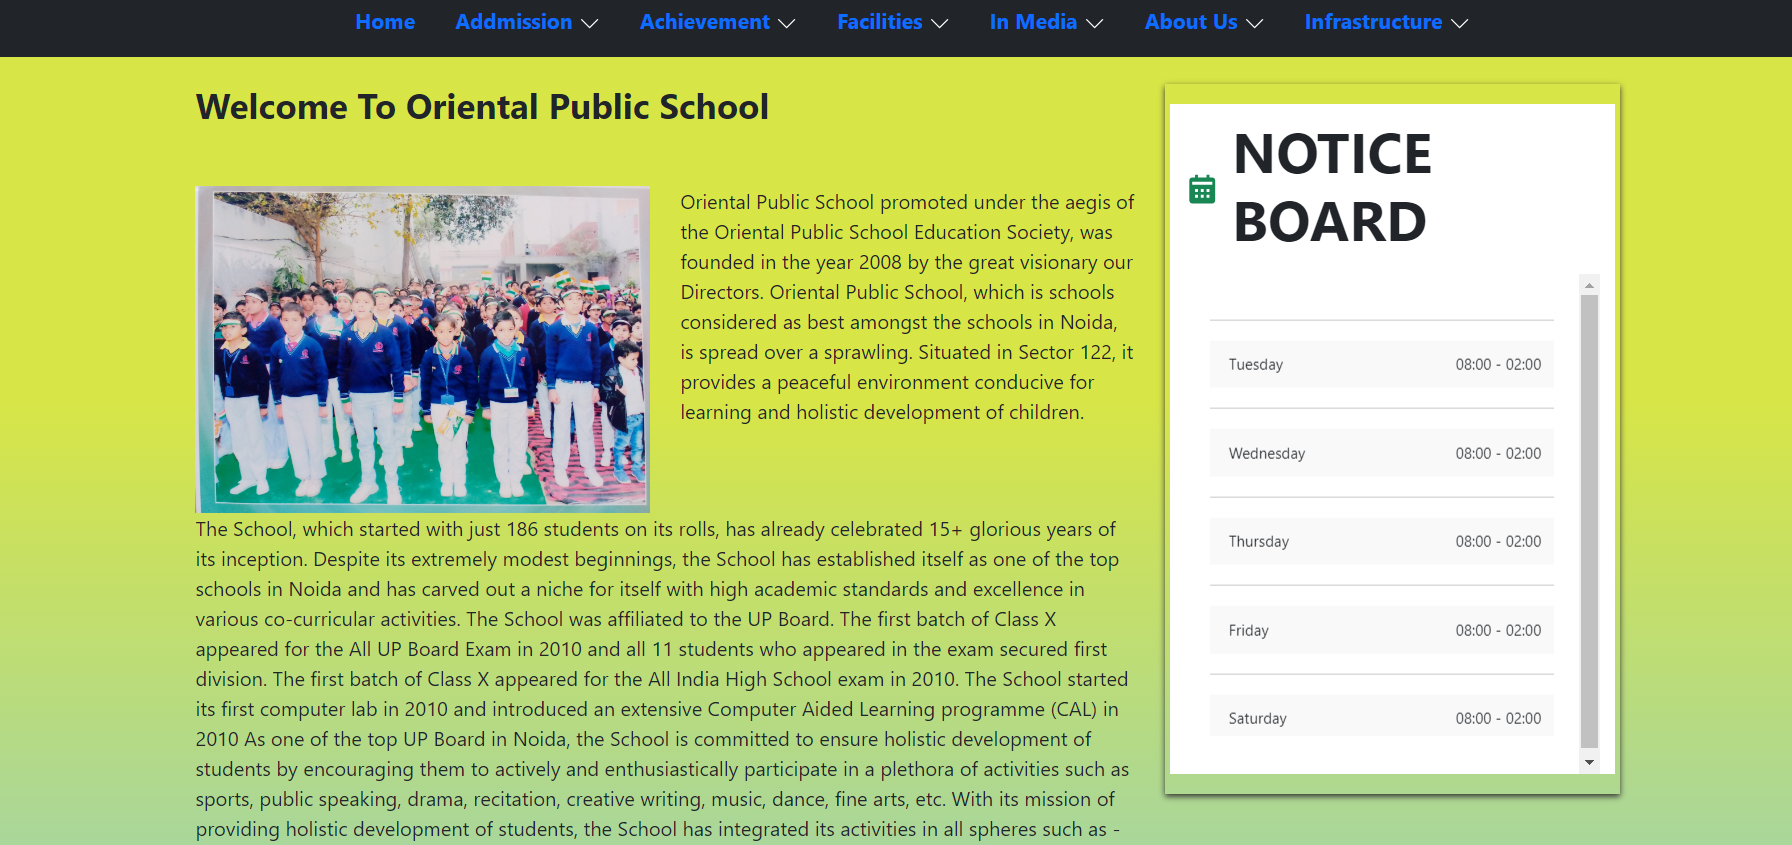 Home Addmission Achievement Facilities In Media About Us Infrastructure
Welcome To Oriental Public School
Oriental Public School promoted under the aegis of
the Oriental Public School Education Society, was
founded in the year 2008 by the great visionary our
Directors. Oriental Public School, which is schools
considered as best amongst the schools in Noida,
is spread over a sprawling. Situated in Sector 122, it
provides a peaceful environment conducive for
learning and holistic development of children.
The School, which started with just 186 students on its rolls, has already celebrated 15+ glorious years of
its inception. Despite its extremely modest beginnings, the School has established itself as one of the top
schools in Noida and has carved out a niche for itself with high academic standards and excellence in
various co-curricular activities. The School was affiliated to the UP Board. The first batch of Class X
appeared for the All UP Board Exam in 2010 and all 11 students who appeared in the exam secured first
division. The first batch of Class X appeared for the All India High School exam in 2010. The School started
its first computer lab in 2010 and introduced an extensive Computer Aided Learning programme (CAL) in
2010 As one of the top UP Board in Noida, the School is committed to ensure holistic development of
students by encouraging them to actively and enthusiastically participate in a plethora of activities such as
sports, public speaking, drama, recitation, creative writing, music, dance, fine arts, etc. With its mission of
providing holistic development of students, the School has integrated its activities in all spheres such as -
NOTICE
BOARD
Tuesday 08:00 - 02:00
Wednesday 08:00 - 02:00
Thursday 08:00 - 02:00
Friday 08:00 - 02:00
Saturday 08:00 - 02:00